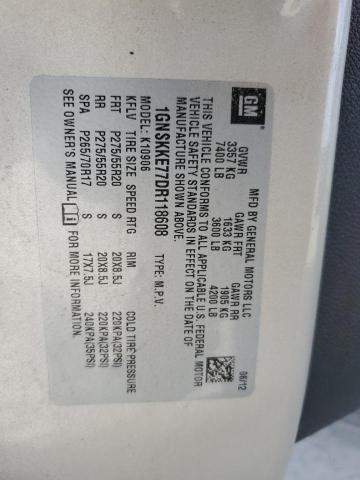 GM
MFD BY GENERAL MOTORS LLC
GVWR GAWR FRT GAWR RR
3357 KG 1633 KG 1905 KG
7400 LB 3600 LB 4200 LB
06/12
THIS VEHICLE CONFORMS TO ALL APPLICABLE U.S. FEDERAL MOTOR
VEHICLE SAFETY STANDARDS IN EFFECT ON THE DATE OF
MANUFACTURE SHOWN ABOVE.
1GNSKKE77DR118608 TYPE: M.P.V.
MODEL: K10906
KFLV TIRE SIZE SPEED RTG RIM COLD TIRE PRESSURE
FRT P275/55R20 S 20X8.5J 220KPA(32PSI)
RR P275/55R20 S 20X8.5J 220KPA(32PSI)
SPA P265/70R17 S 17X7.5J 240KPA(35PSI)
SEE OWNER'S MANUAL i FOR MORE INFORMATION.